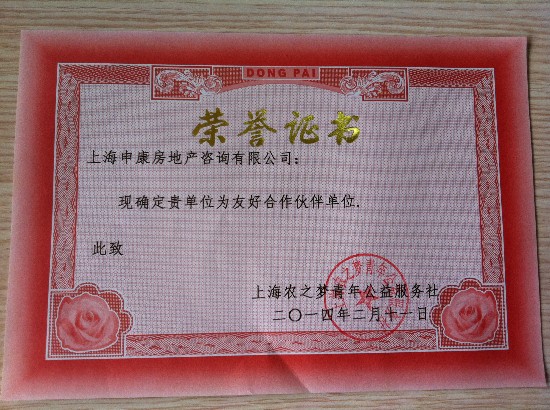 DONG PAI
荣誉证书
上海申康房地产咨询有限公司：
现确定贵单位为友好合作伙伴单位.
此致
上海农之梦青年公益服务社
二〇一四年二月十一日